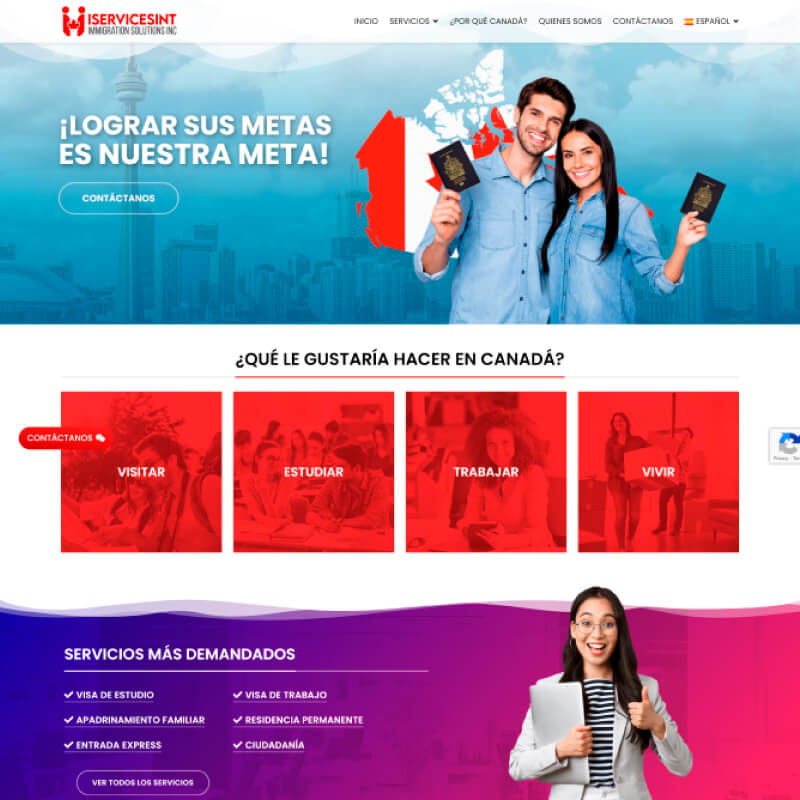 ISERVICESINT
IMMIGRATION SOLUTIONS INC
INICIO SERVICIOS ¿POR QUÉ CANADÁ? QUIENES SOMOS CONTÁCTANOS ESPAÑOL
¡LOGRAR SUS METAS
ES NUESTRA META!
CONTÁCTANOS
¿QUÉ LE GUSTARÍA HACER EN CANADÁ?
CONTÁCTANOS
VISITAR
ESTUDIAR
TRABAJAR
VIVIR
Privacy - Ter
SERVICIOS MÁS DEMANDADOS
VISA DE ESTUDIO
VISA DE TRABAJO
APADRINAMIENTO FAMILIAR
RESIDENCIA PERMANENTE
ENTRADA EXPRESS
CIUDADANÍA
VER TODOS LOS SERVICIOS